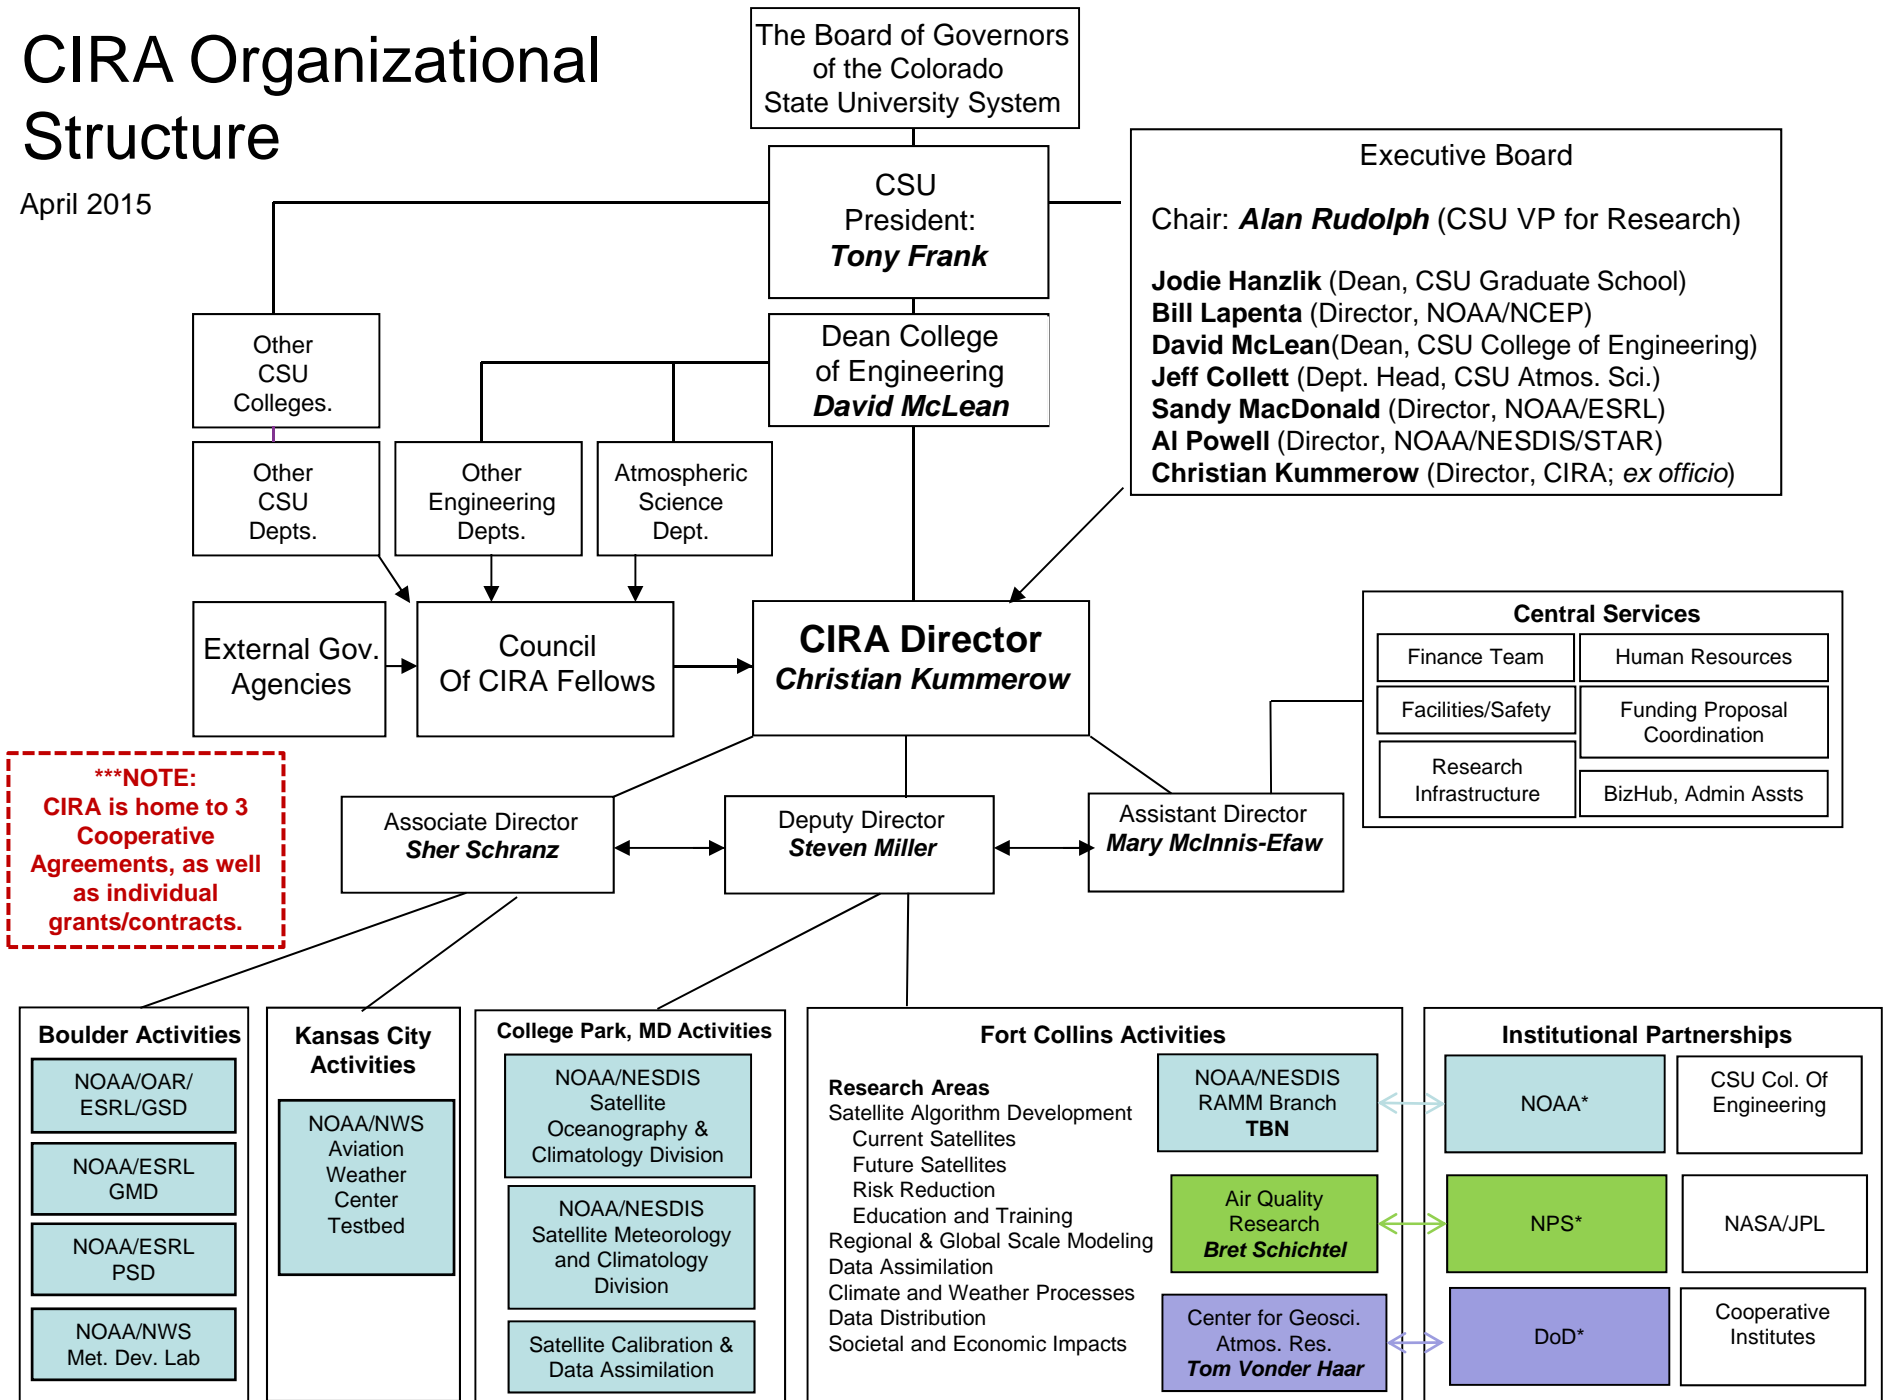 CIRA Organizational
Structure
April 2015
The Board of Governors
of the Colorado
State University System
CSU
President:
Tony Frank
Executive Board
Chair: Alan Rudolph (CSU VP for Research)
Jodie Hanzlik (Dean, CSU Graduate School)
Bill Lapenta (Director, NOAA/NCEP)
David McLean(Dean, CSU College of Engineering)
Jeff Collett (Dept. Head, CSU Atmos. Sci.)
Sandy MacDonald (Director, NOAA/ESRL)
Al Powell (Director, NOAA/NESDIS/STAR)
Christian Kummerow (Director, CIRA; ex officio)
Other
CSU
Colleges.
Dean College
of Engineering
David McLean
Other
CSU
Depts.
Other
Engineering
Depts.
Atmospheric
Science
Dept.
External Gov.
Agencies
Council
Of CIRA Fellows
CIRA Director
Christian Kummerow
Central Services
Finance Team
Human Resources
Facilities/Safety
Funding Proposal
Coordination
Research
Infrastructure
BizHub, Admin Assts
***NOTE:
CIRA is home to 3
Cooperative
Agreements, as well
as individual
grants/contracts.
Associate Director
Sher Schranz
Deputy Director
Steven Miller
Assistant Director
Mary McInnis-Efaw
Boulder Activities
NOAA/OAR/
ESRL/GSD
NOAA/ESRL
GMD
NOAA/ESRL
PSD
NOAA/NWS
Met. Dev. Lab
Kansas City
Activities
NOAA/NWS
Aviation
Weather
Center
Testbed
College Park, MD Activities
NOAA/NESDIS
Satellite
Oceanography &
Climatology Division
NOAA/NESDIS
Satellite Meteorology
and Climatology
Division
Satellite Calibration &
Data Assimilation
Fort Collins Activities
Research Areas
Satellite Algorithm Development
Current Satellites
Future Satellites
Risk Reduction
Education and Training
Regional & Global Scale Modeling
Data Assimilation
Climate and Weather Processes
Data Distribution
Societal and Economic Impacts
NOAA/NESDIS
RAMM Branch
TBN
Air Quality
Research
Bret Schichtel
Center for Geosci.
Atmos. Res.
Tom Vonder Haar
Institutional Partnerships
NOAA*
CSU Col. Of
Engineering
NPS*
NASA/JPL
DoD*
Cooperative
Institutes